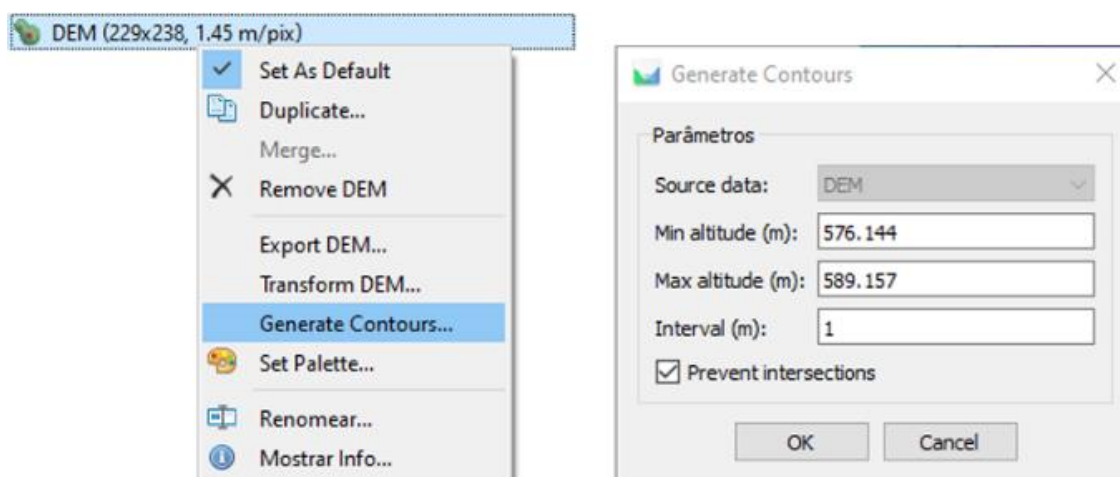 DEM (229x238, 1.45 m/pix)
Set As Default
Duplicate...
Merge...
Remove DEM
Export DEM...
Transform DEM...
Generate Contours...
Set Palette...
Renomear...
Mostrar Info...
Generate Contours
Parâmetros
Source data: DEM
Min altitude (m): 576.144
Max altitude (m): 589.157
Interval (m): 1
Prevent intersections
OK Cancel